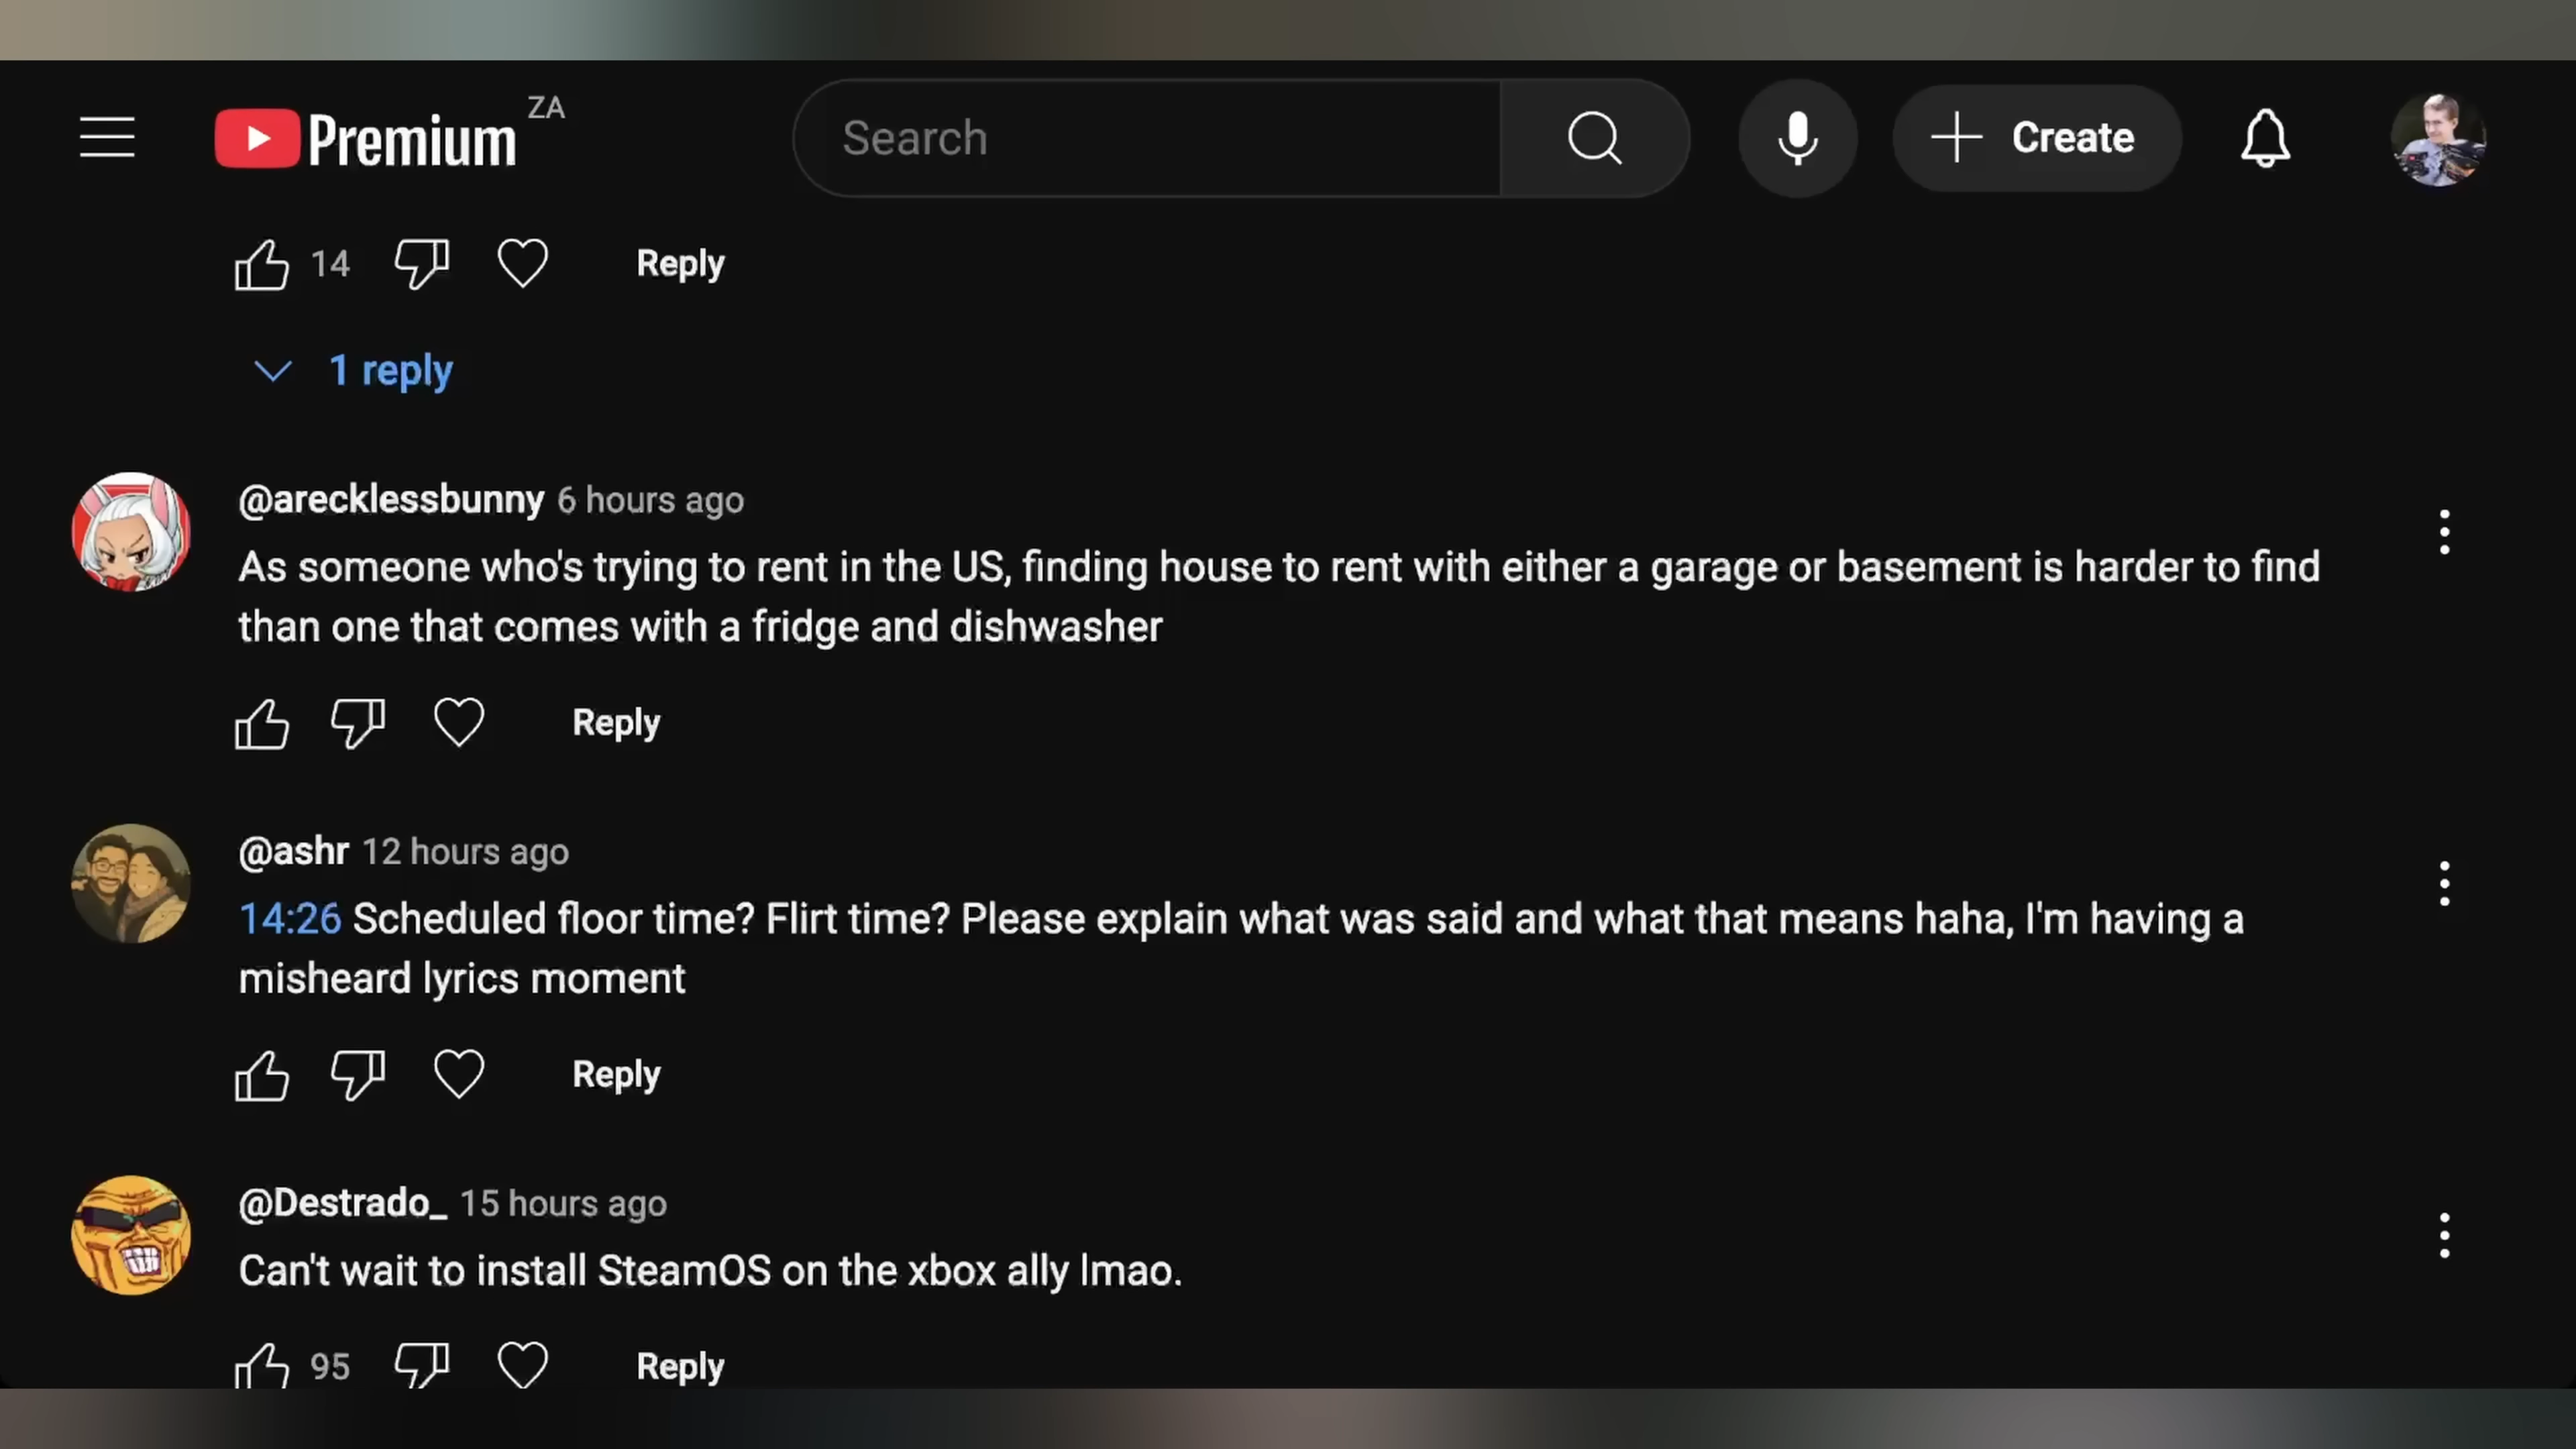 Premium ZA
Search
Create
14 Reply
1 reply
@arecklessbunny 6 hours ago
As someone who's trying to rent in the US, finding house to rent with either a garage or basement is harder to find
than one that comes with a fridge and dishwasher
Reply
@ashr 12 hours ago
14:26 Scheduled floor time? Flirt time? Please explain what was said and what that means haha, I'm having a
misheard lyrics moment
Reply
@Destrado_ 15 hours ago
Can't wait to install SteamOS on the xbox ally lmao.
95 Reply